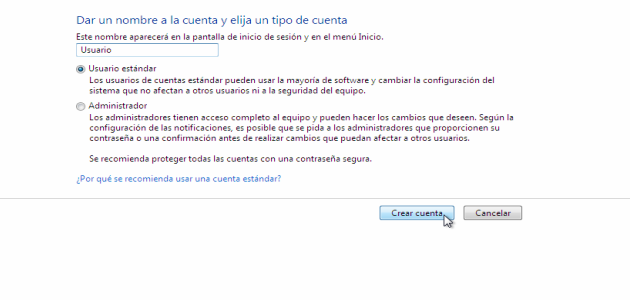 Dar un nombre a la cuenta y elija un tipo de cuenta
Este nombre aparecerá en la pantalla de inicio de sesión y en el menú Inicio.
Usuario
Usuario estándar
Los usuarios de cuentas estándar pueden usar la mayoría de software y cambiar la configuración del
sistema que no afectan a otros usuarios ni a la seguridad del equipo.
Administrador
Los administradores tienen acceso completo al equipo y pueden hacer los cambios que deseen. Según la
configuración de las notificaciones, es posible que se pida a los administradores que proporcionen su
contraseña o una confirmación antes de realizar cambios que puedan afectar a otros usuarios.
Se recomienda proteger todas las cuentas con una contraseña segura.
¿Por qué se recomienda usar una cuenta estándar?
Crear cuenta
Cancelar